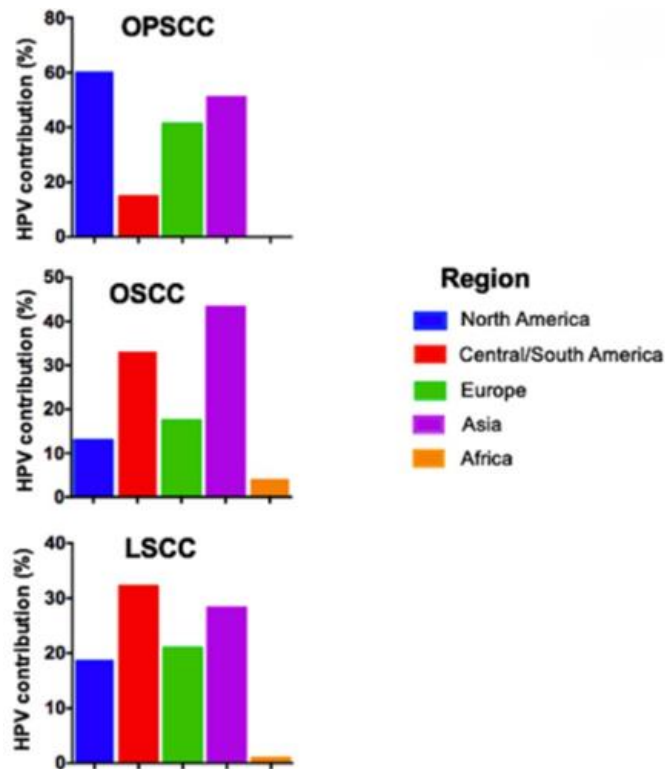 OPSCC
HPV contribution (%)
80
60
40
20
0
OSCC
HPV contribution (%)
50
40
30
20
10
0
Region
North America
Central/South America
Europe
Asia
Africa
LSCC
HPV contribution (%)
40
30
20
10
0